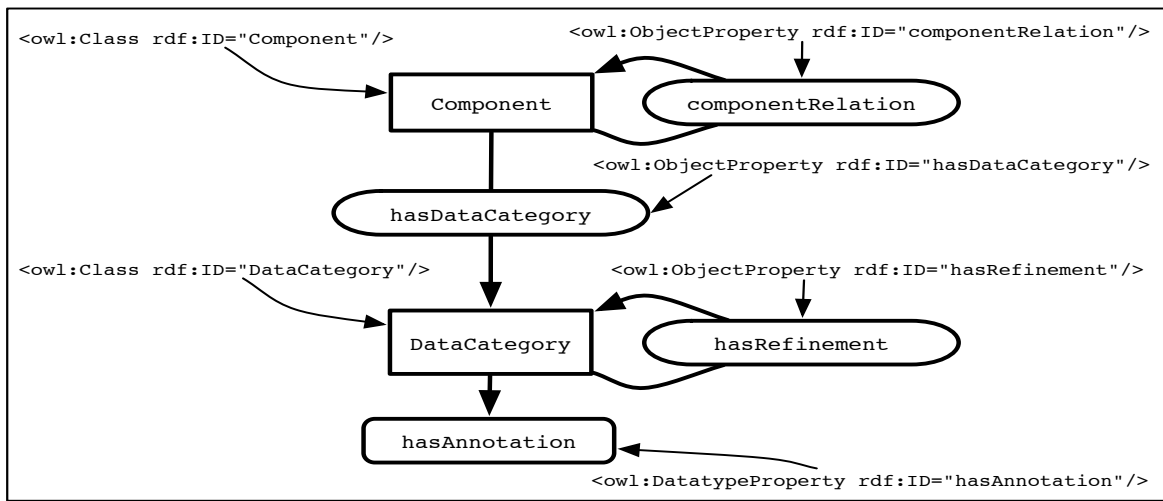 <owl:ObjectProperty rdf:ID="componentRelation"/>
<owl:Class rdf:ID="Component"/>
Component
componentRelation
<owl:ObjectProperty rdf:ID="hasDataCategory"/>
hasDataCategory
<owl:Class rdf:ID="DataCategory"/>
<owl:ObjectProperty rdf:ID="hasRefinement"/>
DataCategory
hasRefinement
hasAnnotation
<owl:DatatypeProperty rdf:ID="hasAnnotation"/>